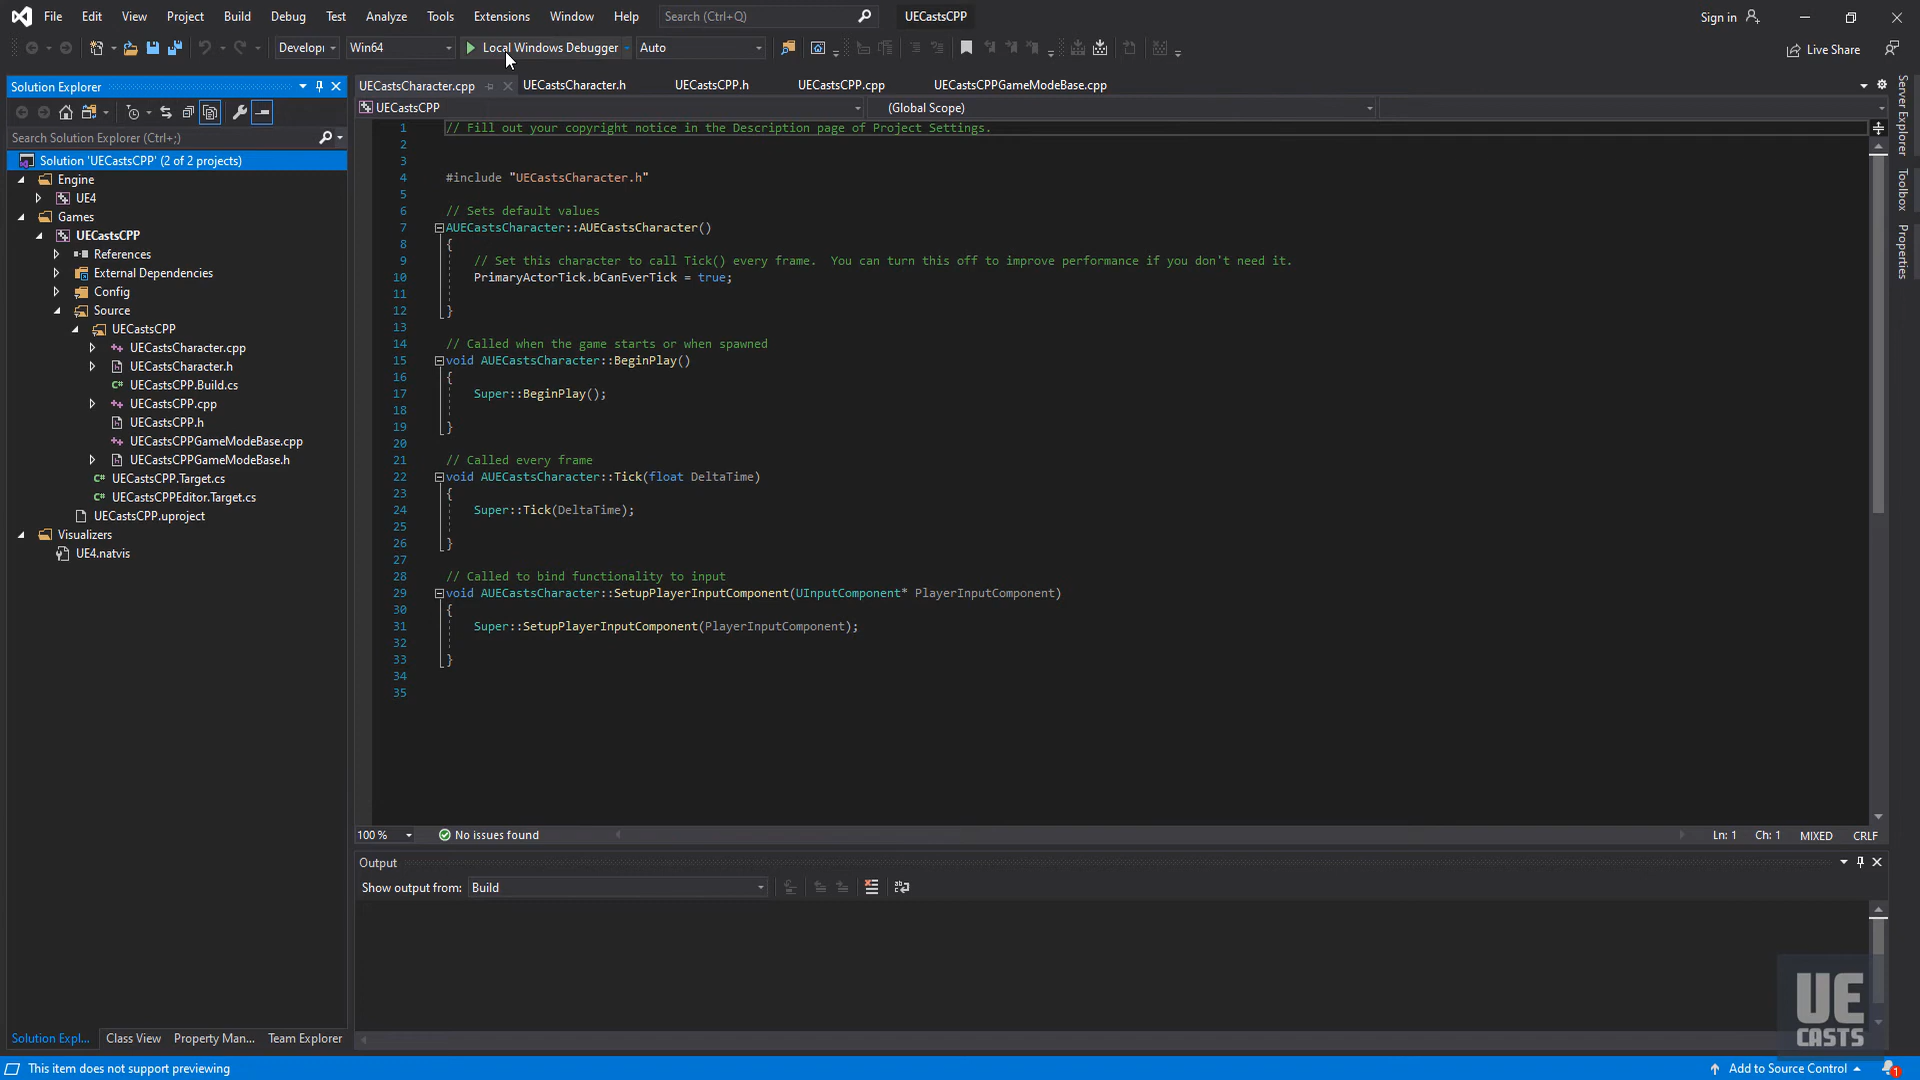 File Edit View Project Build Debug Test Analyze Tools Extensions Window Help Search (Ctrl+Q) UECastsCPP Sign in
Develop Win64 Local Windows Debugger Auto Live Share
Solution Explorer
Search Solution Explorer (Ctrl+;)
Solution 'UECastsCPP' (2 of 2 projects)
Engine
UE4
Games
UECastsCPP
References
External Dependencies
Config
Source
UECastsCPP
UECastsCharacter.cpp
UECastsCharacter.h
UECastsCPP.Build.cs
UECastsCPP.cpp
UECastsCPP.h
UECastsCPPGameModeBase.cpp
UECastsCPPGameModeBase.h
UECastsCPP.Target.cs
UECastsCPPEditor.Target.cs
UECastsCPP.uproject
Visualizers
UE4.natvis
Solution Expl... Class View Property Man... Team Explorer
UECastsCharacter.cpp UECastsCharacter.h UECastsCPP.h UECastsCPP.cpp UECastsCPPGameModeBase.cpp
UECastsCPP (Global Scope)
1 // Fill out your copyright notice in the Description page of Project Settings.
2
3
4 #include "UECastsCharacter.h"
5
6 // Sets default values
7 AUECastsCharacter::AUECastsCharacter()
8 {
9 // Set this character to call Tick() every frame.  You can turn this off to improve performance if you don't need it.
10 PrimaryActorTick.bCanEverTick = true;
11
12 }
13
14 // Called when the game starts or when spawned
15 void AUECastsCharacter::BeginPlay()
16 {
17 Super::BeginPlay();
18
19 }
20
21 // Called every frame
22 void AUECastsCharacter::Tick(float DeltaTime)
23 {
24 Super::Tick(DeltaTime);
25
26 }
27
28 // Called to bind functionality to input
29 void AUECastsCharacter::SetupPlayerInputComponent(UInputComponent* PlayerInputComponent)
30 {
31 Super::SetupPlayerInputComponent(PlayerInputComponent);
32
33 }
34
35
100 % No issues found Ln: 1 Ch: 1 MIXED CRLF
Output
Show output from: Build
Server Explorer
Toolbox
Properties
UE
CASTS
This item does not support previewing Add to Source Control 1